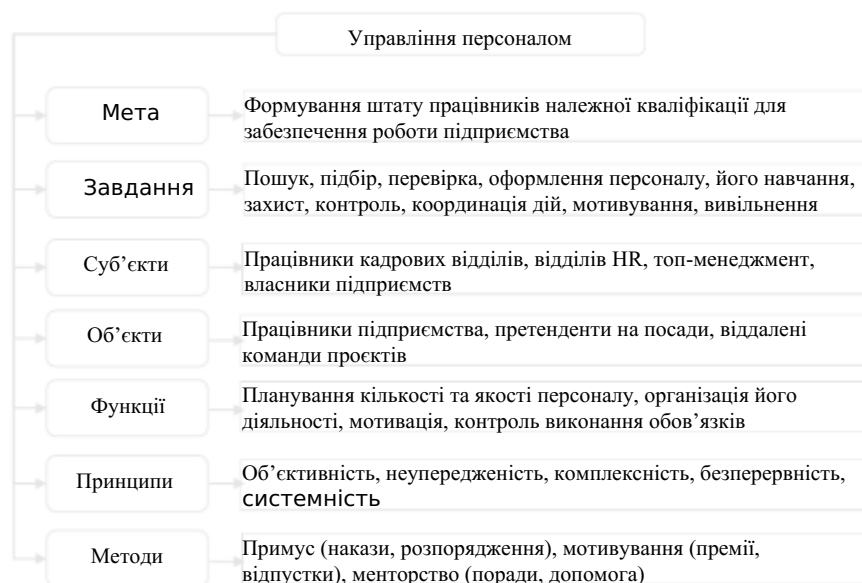 Управління персоналом
Мета
Формування штату працівників належної кваліфікації для
забезпечення роботи підприємства
Завдання
Пошук, підбір, перевірка, оформлення персоналу, його навчання,
захист, контроль, координація дій, мотивування, вивільнення
Суб’єкти
Працівники кадрових відділів, відділів HR, топ-менеджмент,
власники підприємств
Об’єкти
Працівники підприємства, претенденти на посади, віддалені
команди проєктів
Функції
Планування кількості та якості персоналу, організація його
діяльності, мотивація, контроль виконання обов’язків
Принципи
Об’єктивність, неупередженість, комплексність, безперервність,
системність
Методи
Примус (накази, розпорядження), мотивування (премії,
відпустки), менторство (поради, допомога)